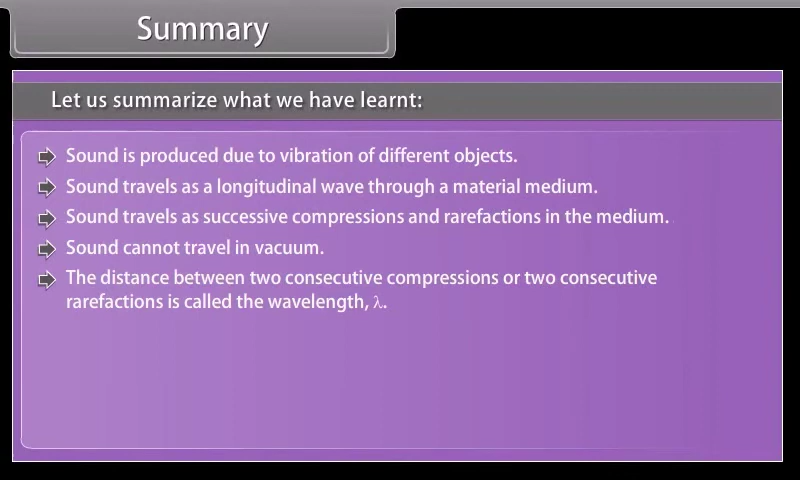 Summary
Let us summarize what we have learnt:
Sound is produced due to vibration of different objects.
Sound travels as a longitudinal wave through a material medium.
Sound travels as successive compressions and rarefactions in the medium.
Sound cannot travel in vacuum.
The distance between two consecutive compressions or two consecutive
rarefactions is called the wavelength, λ.